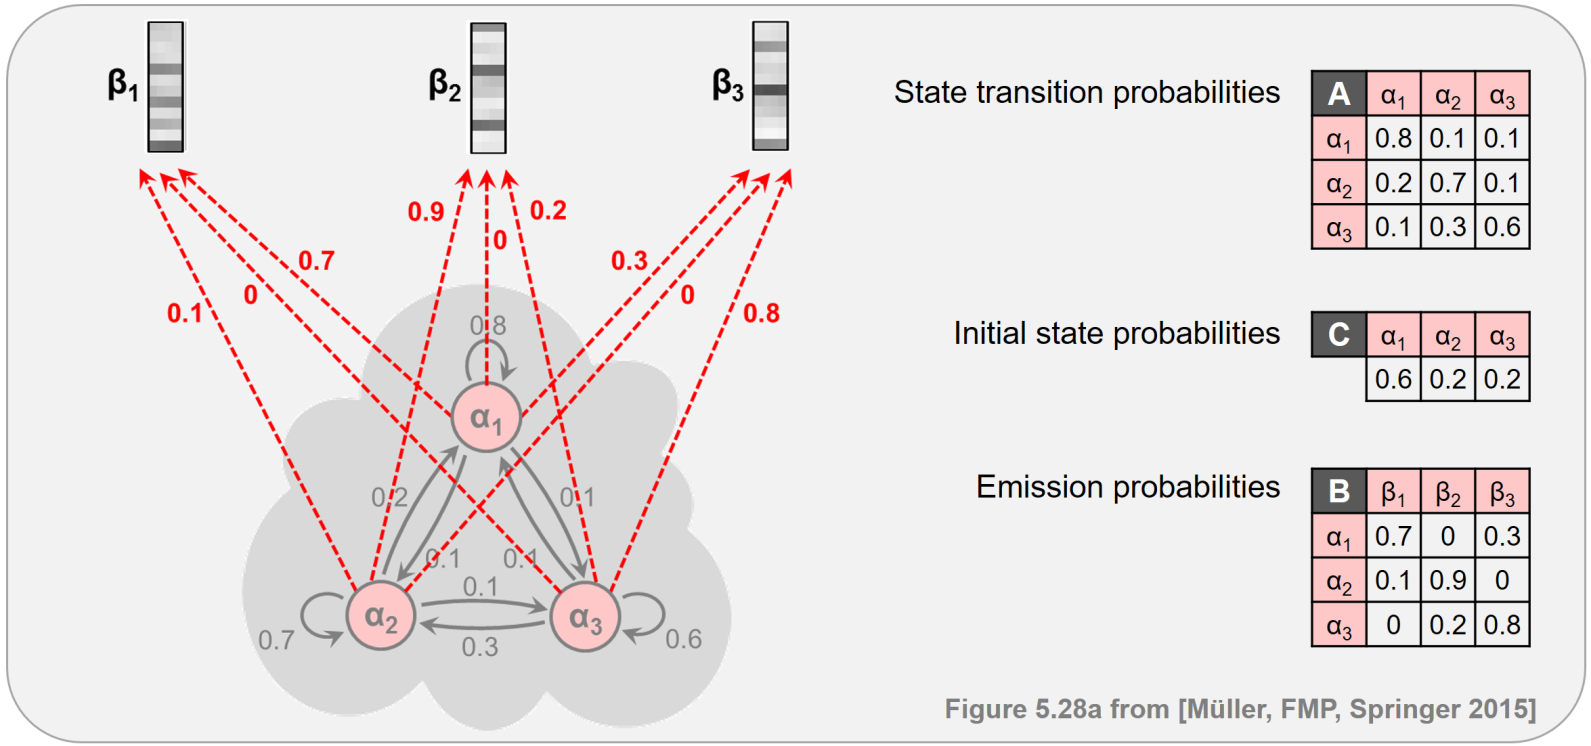 β1
β2
β3
0.9
0.2
0
0.7
0.3
0
0
0.1
0.8
0.8
α1
0.2
0.1
0.1
0.1
0.1
α2
α3
0.7
0.3
0.6
State transition probabilities
A α1 α2 α3
α1 0.8 0.1 0.1
α2 0.2 0.7 0.1
α3 0.1 0.3 0.6
Initial state probabilities
C α1 α2 α3
0.6 0.2 0.2
Emission probabilities
B β1 β2 β3
α1 0.7 0 0.3
α2 0.1 0.9 0
α3 0 0.2 0.8
Figure 5.28a from [Müller, FMP, Springer 2015]